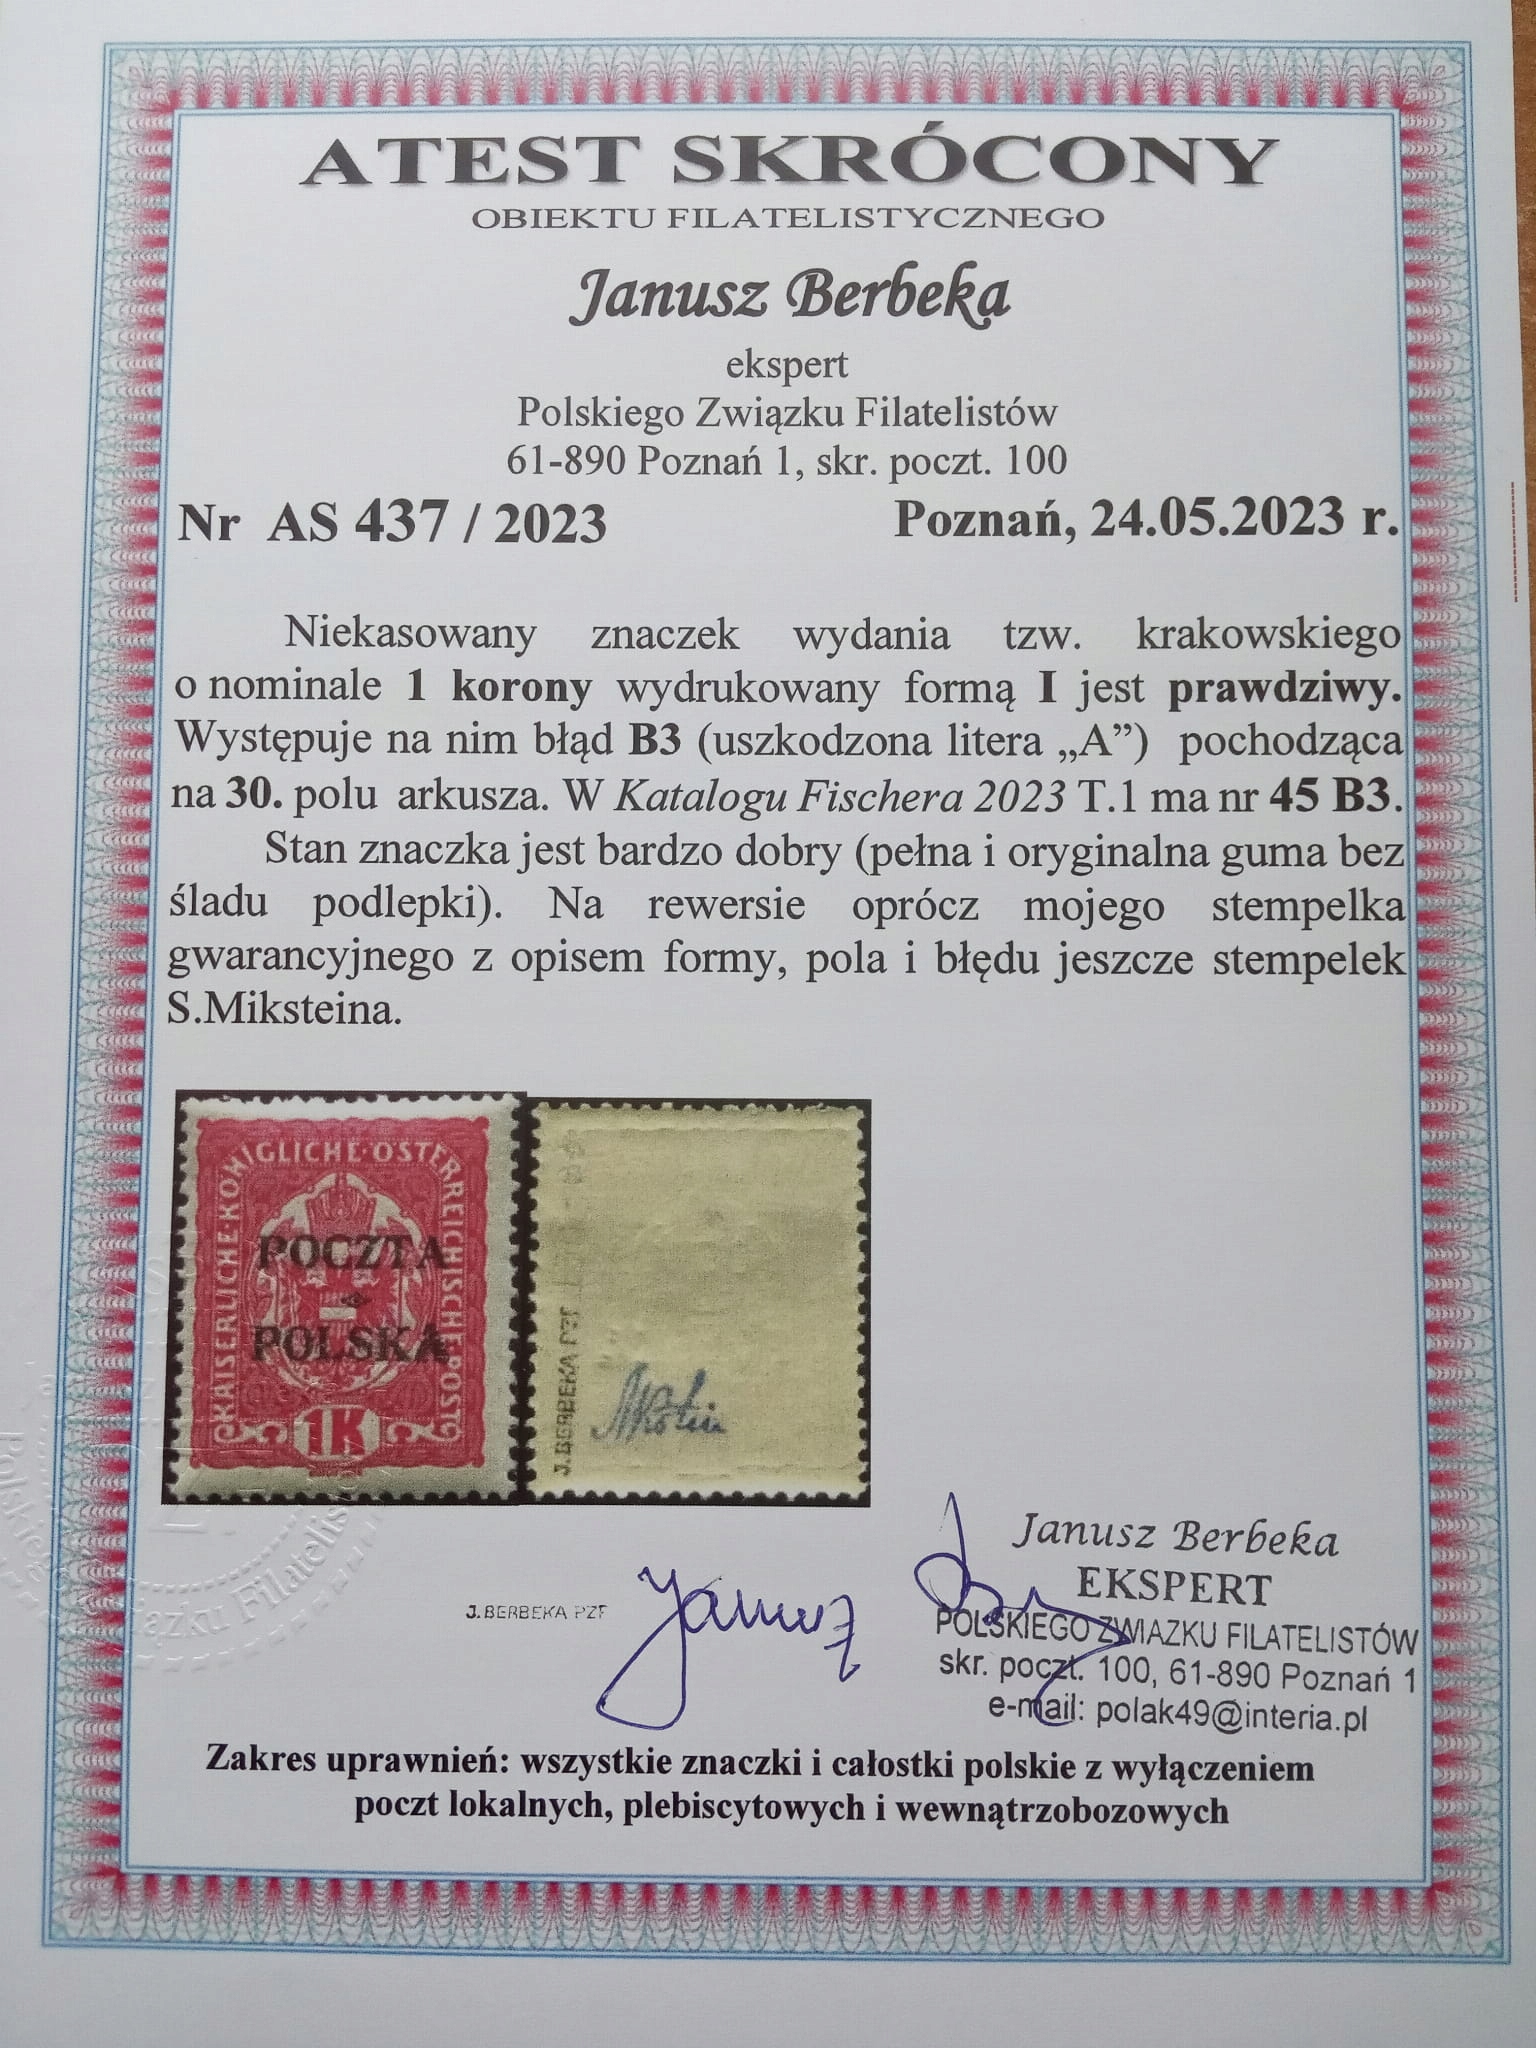 ATEST SKRÓCONY
OBIEKTU FILATELISTYCZNEGO
Janusz Berbeka
ekspert
Polskiego Związku Filatelistów
61-890 Poznań 1, skr. poczt. 100
Nr AS 437 / 2023 Poznań, 24.05.2023 r.
Niekasowany znaczek wydania tzw. krakowskiego
o nominale 1 korony wydrukowany formą I jest prawdziwy.
Występuje na nim błąd B3 (uszkodzona litera „A”) pochodząca
na 30. polu arkusza. W Katalogu Fischera 2023 T.1 ma nr 45 B3.
Stan znaczka jest bardzo dobry (pełna i oryginalna guma bez
śladu podlepki). Na rewersie oprócz mojego stempelka
gwarancyjnego z opisem formy, pola i błędu jeszcze stempelek
S.Miksteina.
KAISERLICHE·KÖNIGLICHE·ÖSTERREICHISCHE·POST
POCZTA
POLSKA
1K
J.BERBEKA PZF
J.BERBEKA PZF
Janusz
Janusz Berbeka
EKSPERT
POLSKIEGO ZWIAZKU FILATELISTÓW
skr. poczt. 100, 61-890 Poznań 1
e-mail: polak49@interia.pl
Zakres uprawnień: wszystkie znaczki i całostki polskie z wyłączeniem
poczt lokalnych, plebiscytowych i wewnątrzobozowych